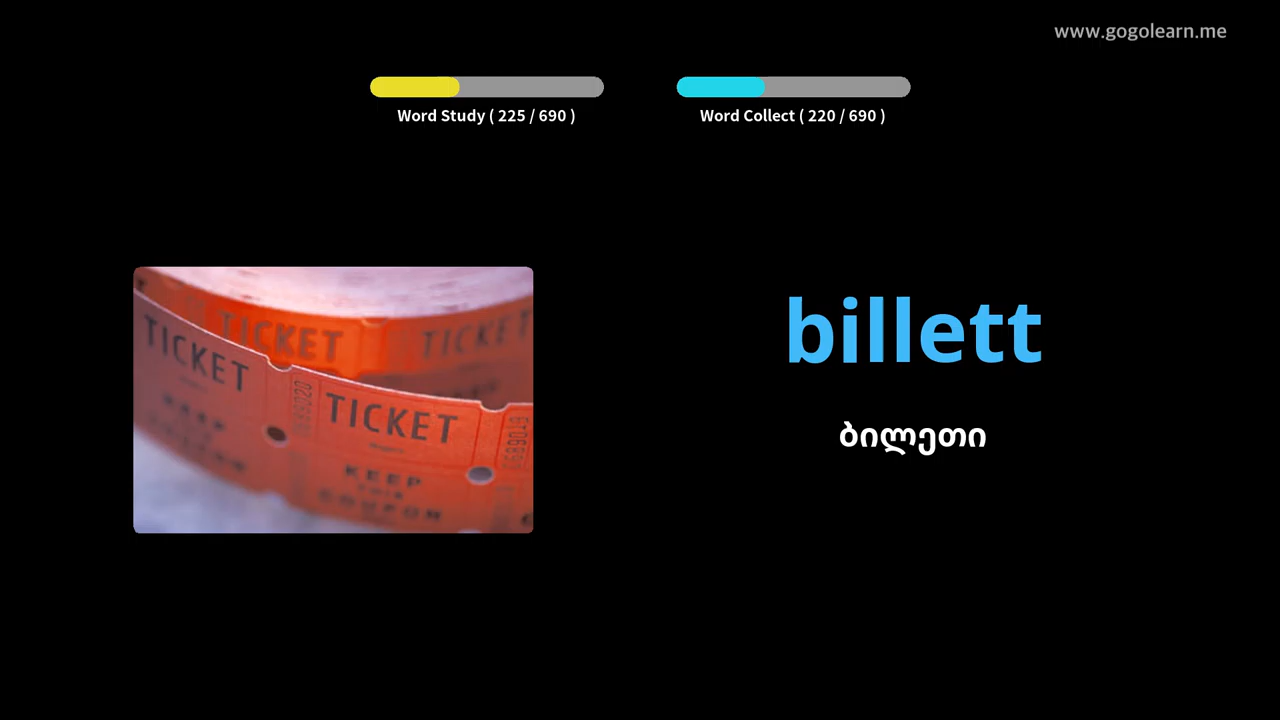 www.gogolearn.me
Word Study ( 225 / 690 )
Word Collect ( 220 / 690 )
TICKET
TICKET
TICKET
TICKET
KEEP
billett
ბილეთი